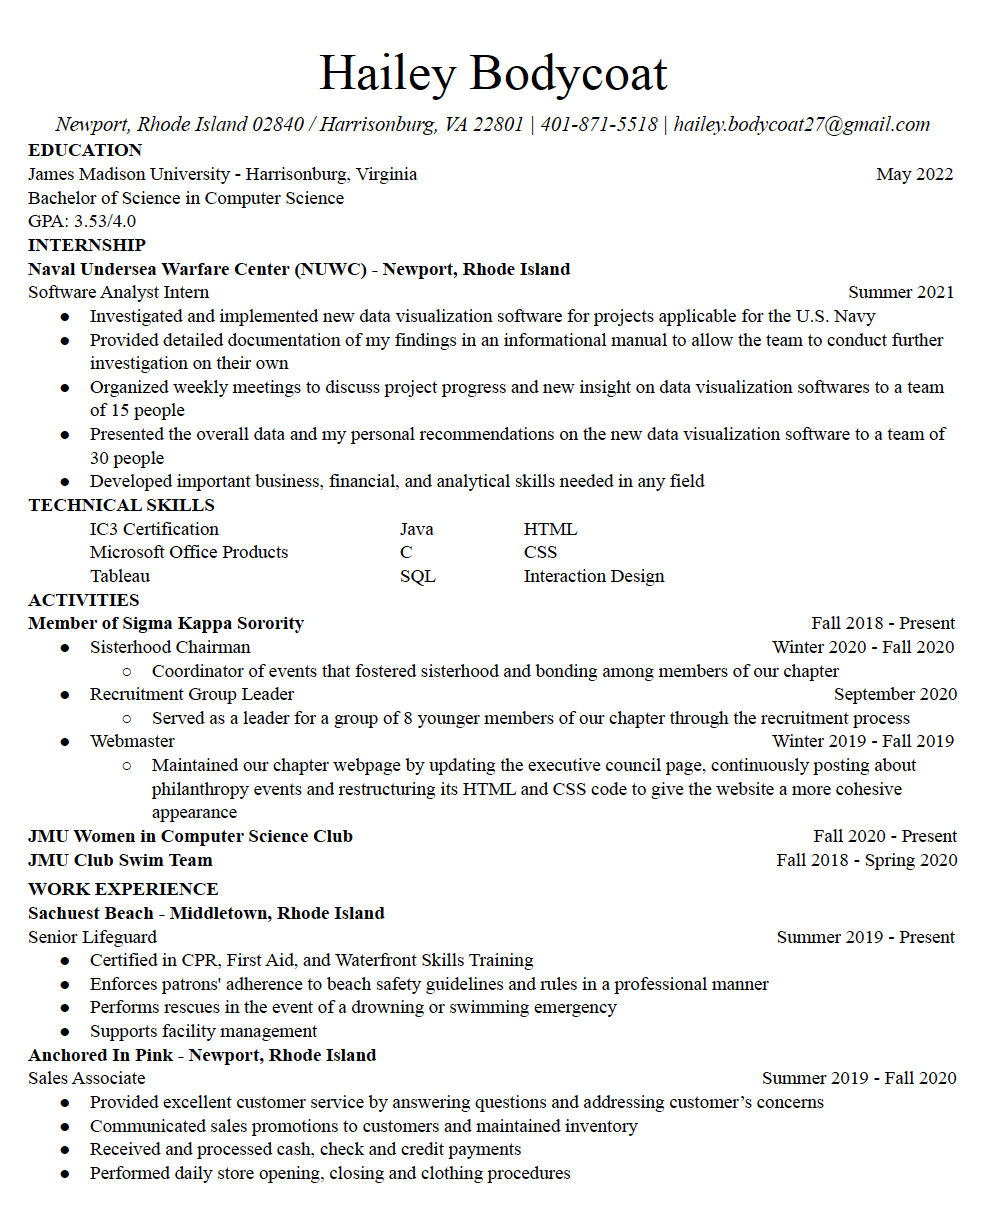 Hailey Bodycoat
Newport, Rhode Island 02840 / Harrisonburg, VA 22801 | 401-871-5518 | hailey.bodycoat27@gmail.com
EDUCATION
James Madison University - Harrisonburg, Virginia May 2022
Bachelor of Science in Computer Science
GPA: 3.53/4.0
INTERNSHIP
Naval Undersea Warfare Center (NUWC) - Newport, Rhode Island
Software Analyst Intern Summer 2021
● Investigated and implemented new data visualization software for projects applicable for the U.S. Navy
● Provided detailed documentation of my findings in an informational manual to allow the team to conduct further
investigation on their own
● Organized weekly meetings to discuss project progress and new insight on data visualization softwares to a team
of 15 people
● Presented the overall data and my personal recommendations on the new data visualization software to a team of
30 people
● Developed important business, financial, and analytical skills needed in any field
TECHNICAL SKILLS
IC3 Certification Java HTML
Microsoft Office Products C CSS
Tableau SQL Interaction Design
ACTIVITIES
Member of Sigma Kappa Sorority Fall 2018 - Present
● Sisterhood Chairman Winter 2020 - Fall 2020
○ Coordinator of events that fostered sisterhood and bonding among members of our chapter
● Recruitment Group Leader September 2020
○ Served as a leader for a group of 8 younger members of our chapter through the recruitment process
● Webmaster Winter 2019 - Fall 2019
○ Maintained our chapter webpage by updating the executive council page, continuously posting about
philanthropy events and restructuring its HTML and CSS code to give the website a more cohesive
appearance
JMU Women in Computer Science Club Fall 2020 - Present
JMU Club Swim Team Fall 2018 - Spring 2020
WORK EXPERIENCE
Sachuest Beach - Middletown, Rhode Island
Senior Lifeguard Summer 2019 - Present
● Certified in CPR, First Aid, and Waterfront Skills Training
● Enforces patrons' adherence to beach safety guidelines and rules in a professional manner
● Performs rescues in the event of a drowning or swimming emergency
● Supports facility management
Anchored In Pink - Newport, Rhode Island
Sales Associate Summer 2019 - Fall 2020
● Provided excellent customer service by answering questions and addressing customer’s concerns
● Communicated sales promotions to customers and maintained inventory
● Received and processed cash, check and credit payments
● Performed daily store opening, closing and clothing procedures